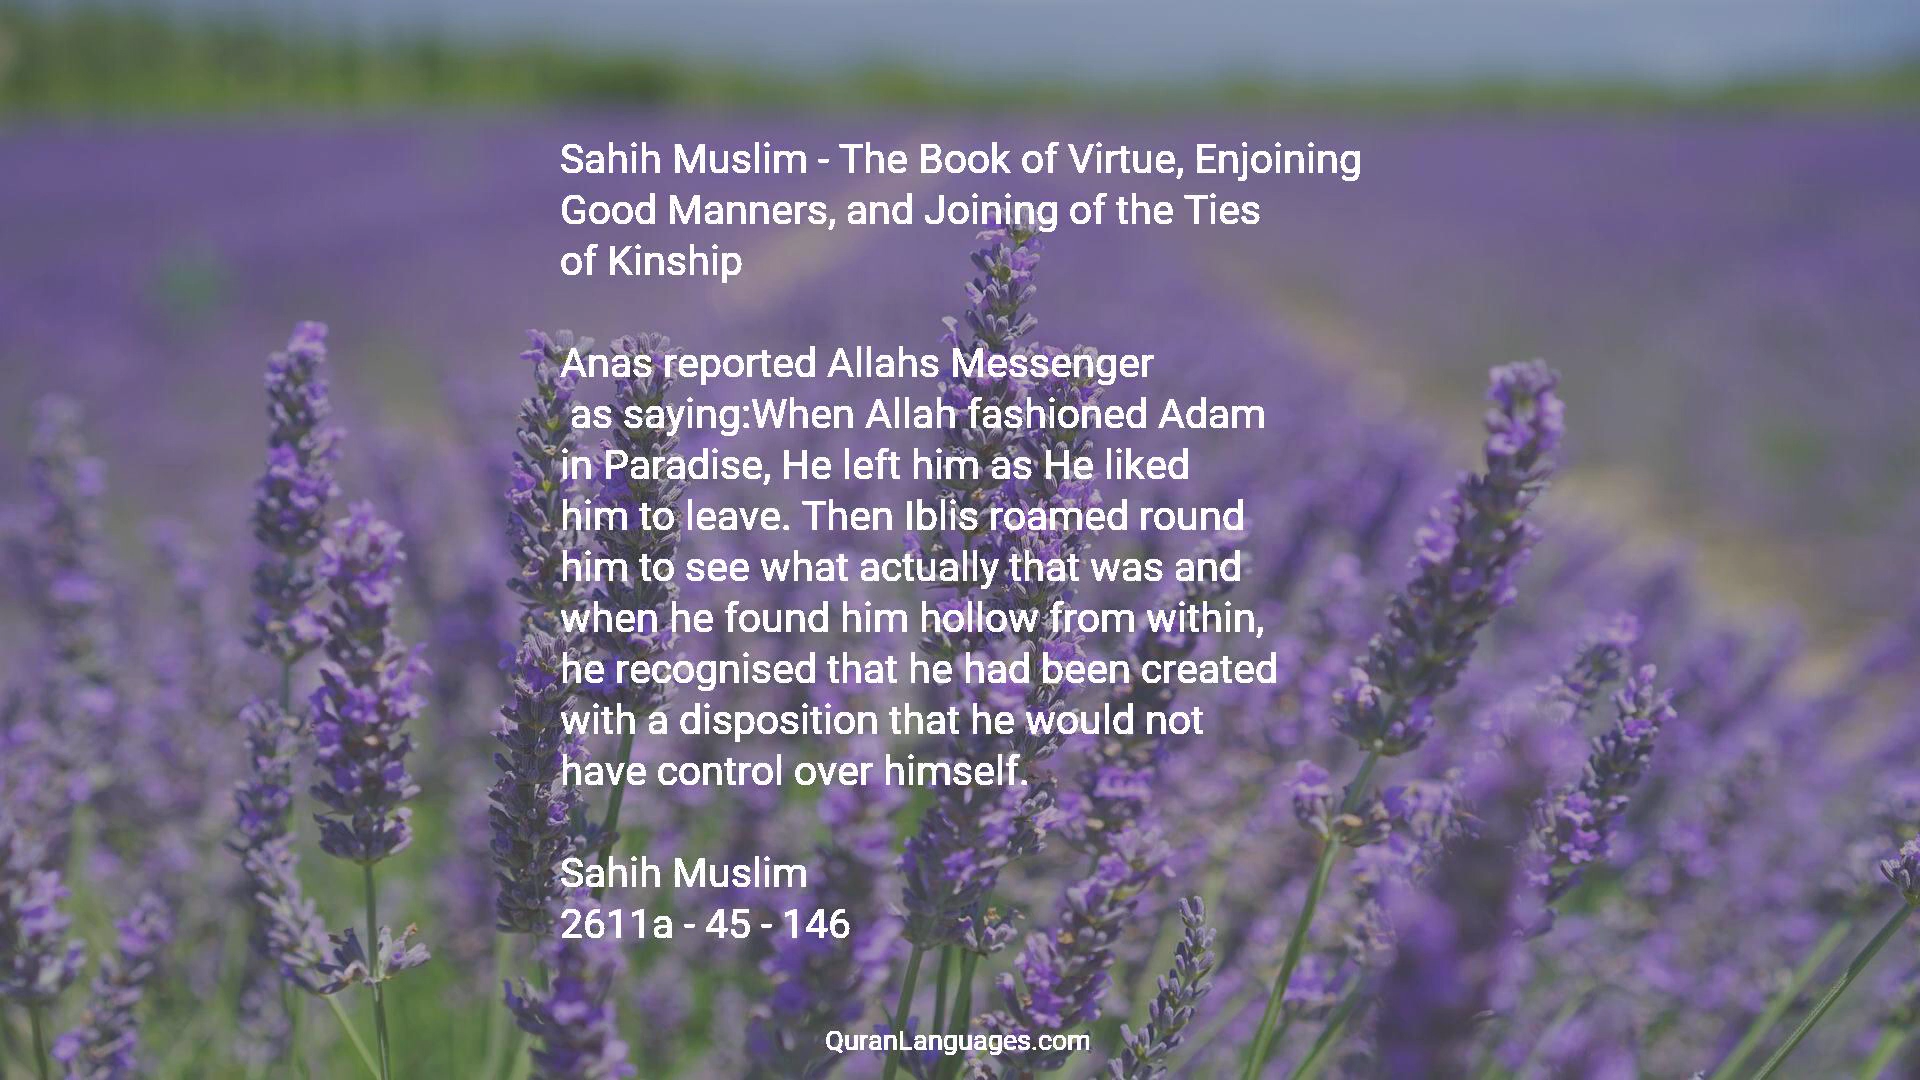 Sahih Muslim - The Book of Virtue, Enjoining
Good Manners, and Joining of the Ties
of Kinship
Anas reported Allahs Messenger
as saying:When Allah fashioned Adam
in Paradise, He left him as He liked
him to leave. Then Iblis roamed round
him to see what actually that was and
when he found him hollow from within,
he recognised that he had been created
with a disposition that he would not
have control over himself.
Sahih Muslim
2611a - 45 - 146
QuranLanguages.com